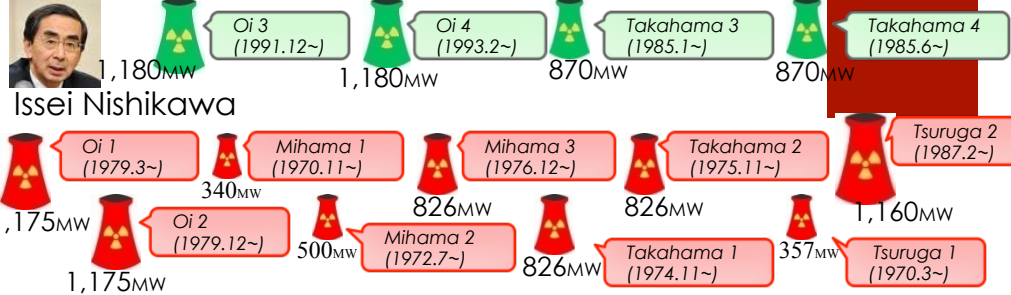 Oi 3
(1991.12~)
1,180MW
Oi 4
(1993.2~)
1,180MW
Takahama 3
(1985.1~)
870MW
Takahama 4
(1985.6~)
870MW
Issei Nishikawa
Oi 1
(1979.3~)
,175MW
Mihama 1
(1970.11~)
340MW
Mihama 3
(1976.12~)
826MW
Takahama 2
(1975.11~)
826MW
Tsuruga 2
(1987.2~)
1,160MW
Oi 2
(1979.12~)
1,175MW
Mihama 2
(1972.7~)
500MW
Takahama 1
(1974.11~)
826MW
Tsuruga 1
(1970.3~)
357MW